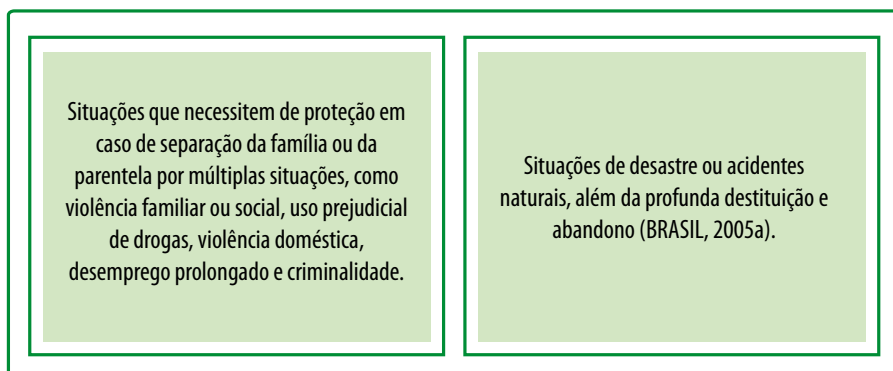 Situações que necessitem de proteção em
caso de separação da família ou da
parentela por múltiplas situações, como
violência familiar ou social, uso prejudicial
de drogas, violência doméstica,
desemprego prolongado e criminalidade.
Situações de desastre ou acidentes
naturais, além da profunda destituição e
abandono (BRASIL, 2005a).